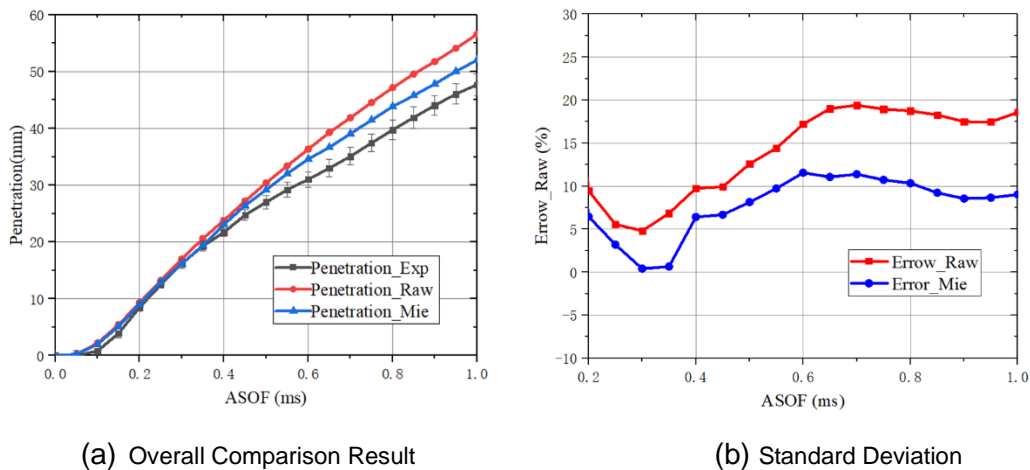 60
50
40
30
20
10
0
Penetration(mm)
Penetration_Exp
Penetration_Raw
Penetration_Mie
0.0 0.2 0.4 0.6 0.8 1.0
ASOF (ms)
(a) Overall Comparison Result
30
25
20
15
10
5
0
−5
−10
Errow_Raw (%)
Errow_Raw
Error_Mie
0.2 0.4 0.6 0.8 1.0
ASOF (ms)
(b) Standard Deviation